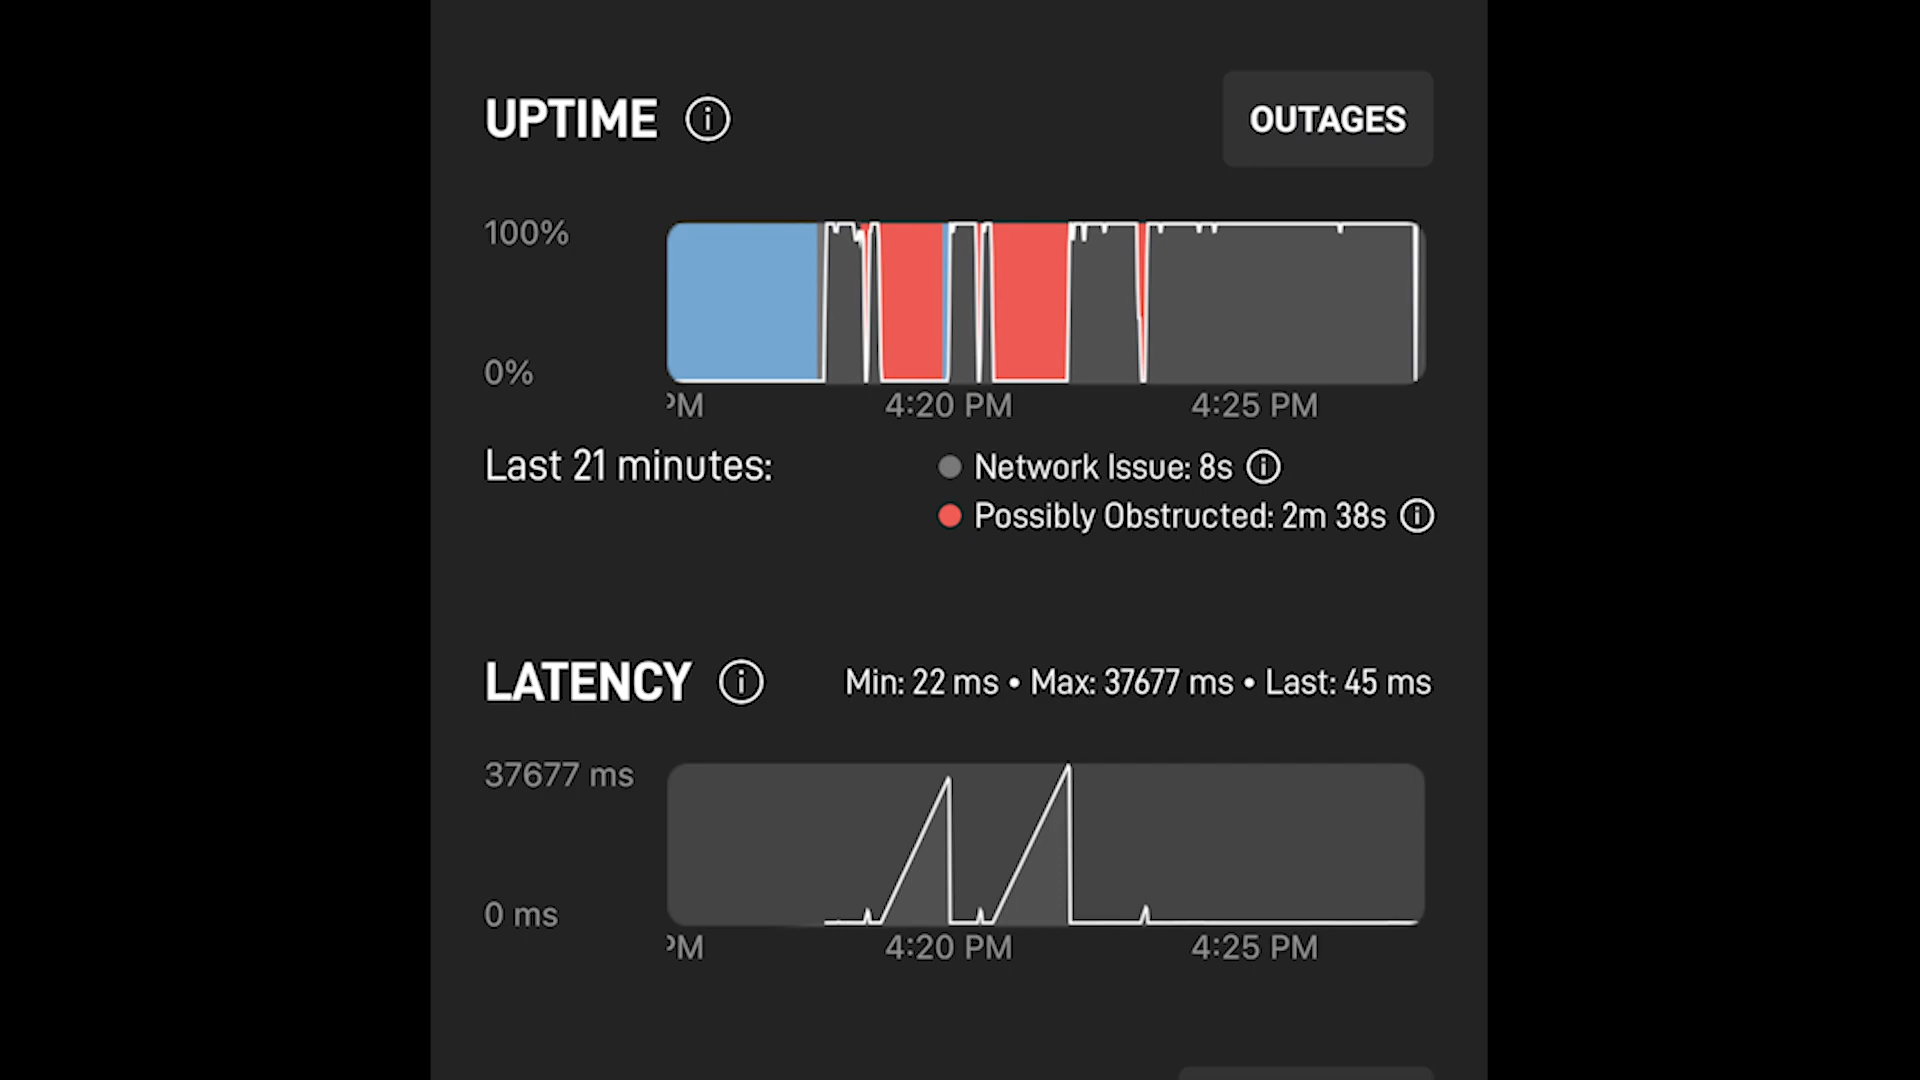 UPTIME
OUTAGES
100%
0%
PM
4:20 PM
4:25 PM
Last 21 minutes:
Network Issue: 8s
Possibly Obstructed: 2m 38s
LATENCY
Min: 22 ms • Max: 37677 ms • Last: 45 ms
37677 ms
0 ms
PM
4:20 PM
4:25 PM